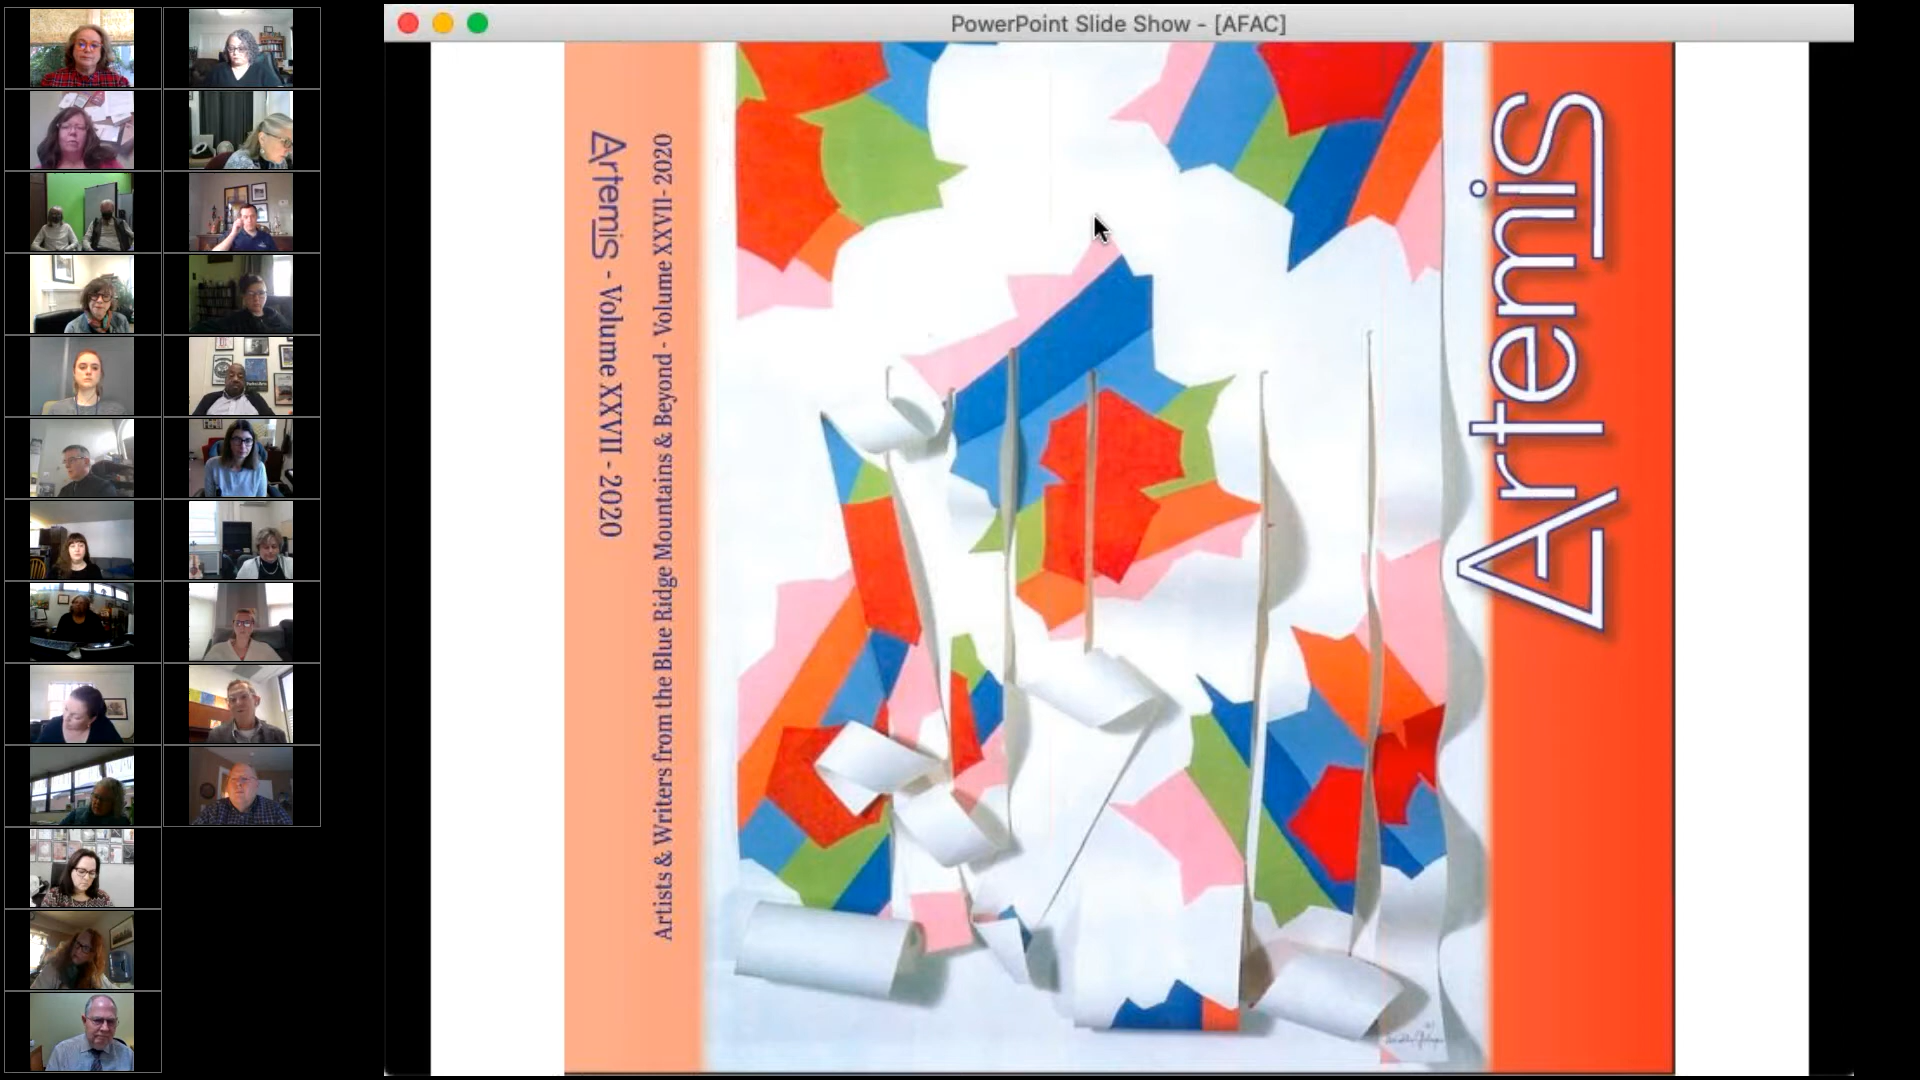 PowerPoint Slide Show - [AFAC]
Artemis - Volume XXVII - 2020
Artists & Writers from the Blue Ridge Mountains & Beyond - Volume XXVII- 2020
Artemis